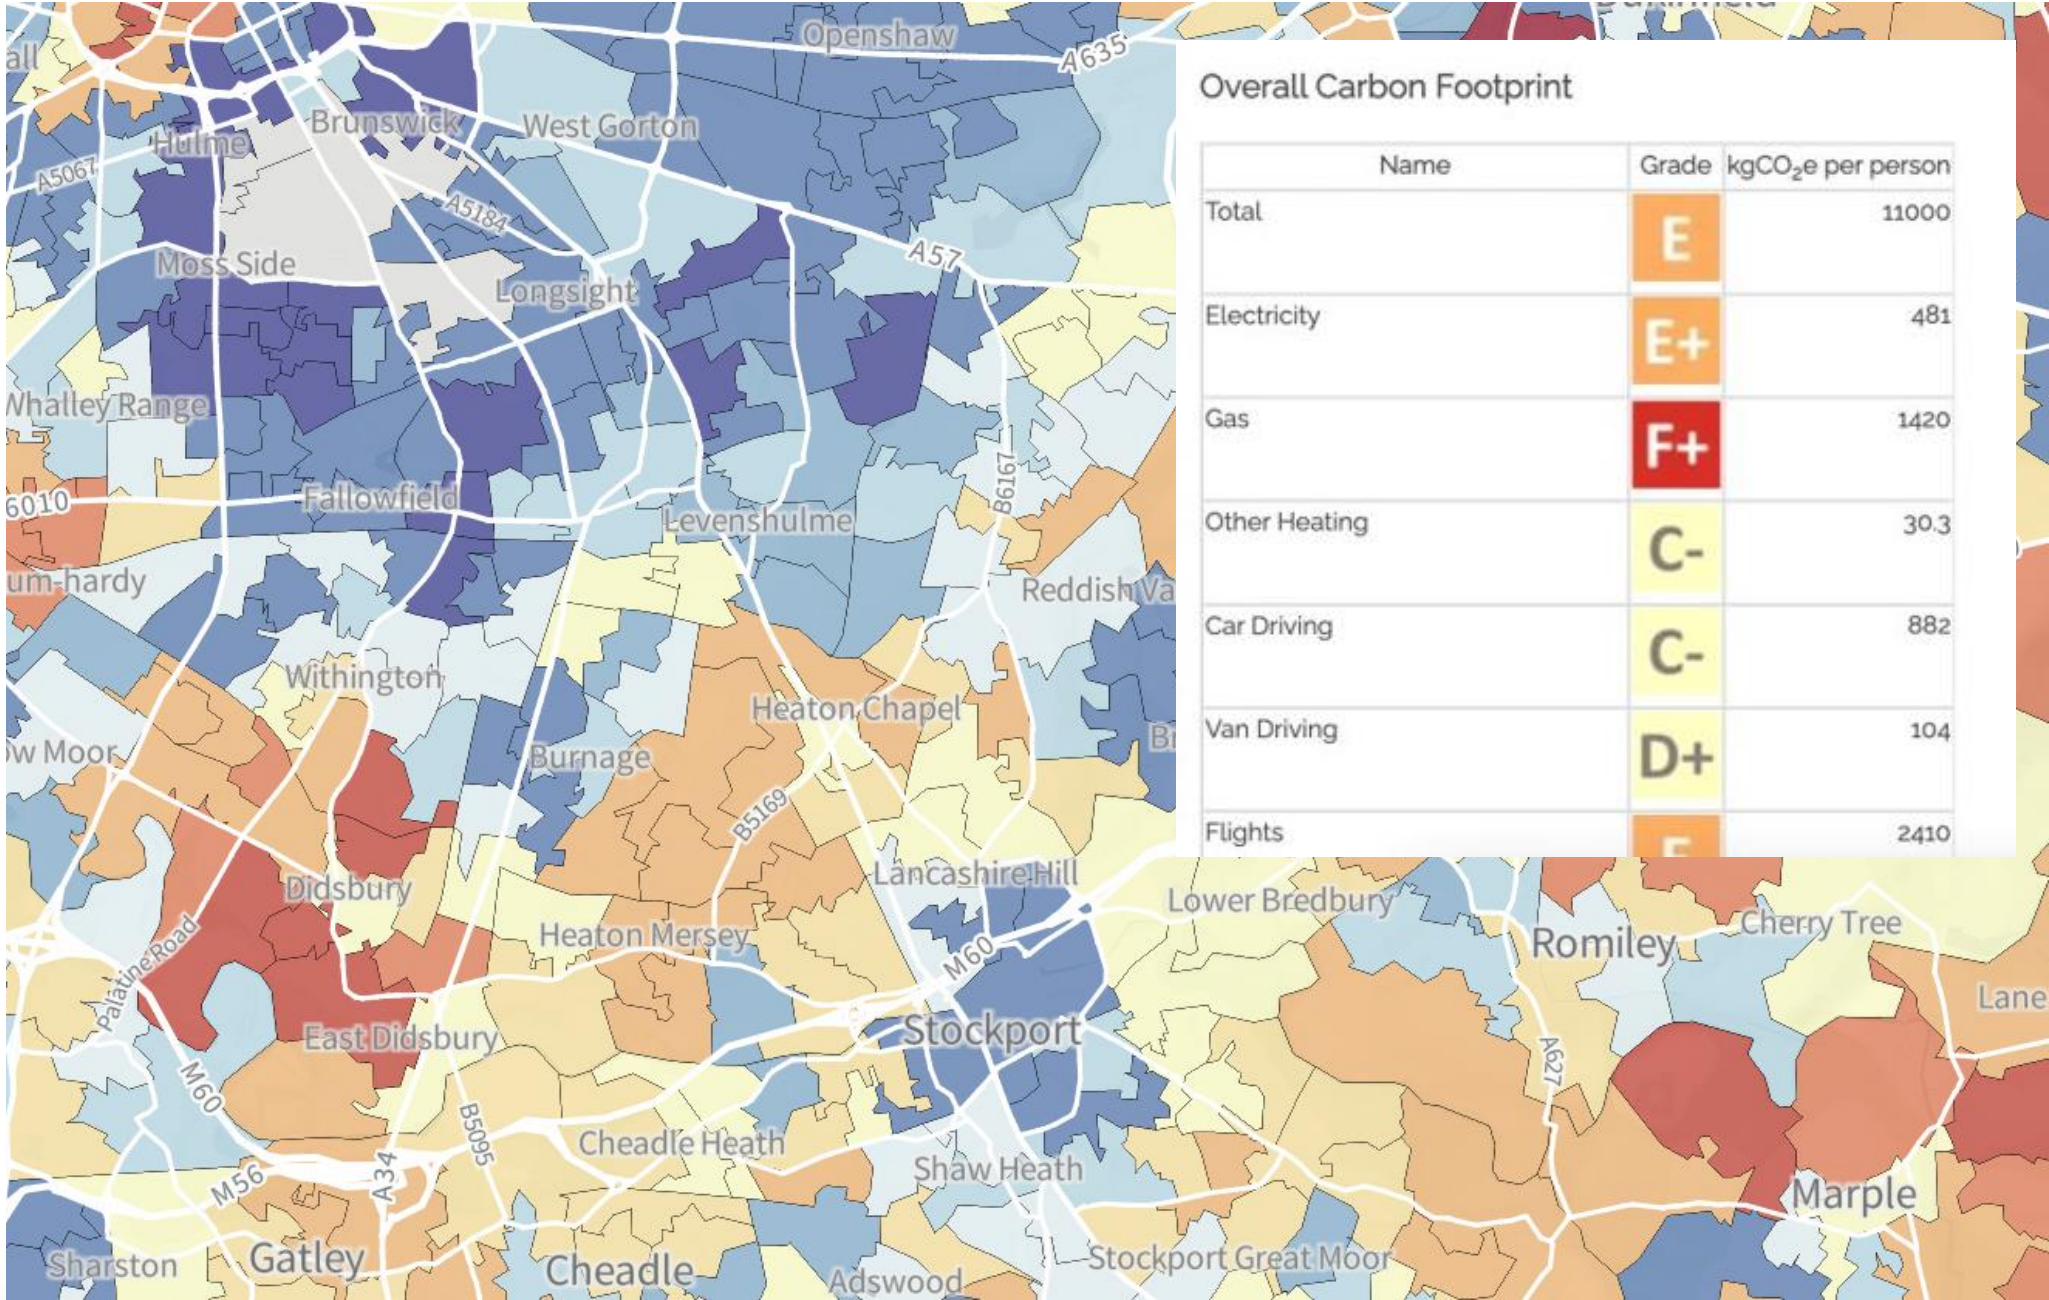 Openshaw
A635
all
Brunswick
West Gorton
Hulme
A5067
A5184
A57
Moss Side
Longsight
Whalley Range
B6167
6010
Fallowfield
Levenshulme
um-hardy
Reddish Va
Withington
Heaton Chapel
ow Moor
Burnage
B5169
Lancashire Hill
Didsbury
Lower Bredbury
Cherry Tree
Heaton Mersey
Romiley
M60
Palatine Road
Lane
East Didsbury
Stockport
A627
M60
B5095
Cheadle Heath
Shaw Heath
M56
A34
Marple
Sharston
Gatley
Cheadle
Adswood
Stockport Great Moor
Overall Carbon Footprint
Name Grade kgCO₂e per person
Total E 11000
Electricity E+ 481
Gas F+ 1420
Other Heating C- 30.3
Car Driving C- 882
Van Driving D+ 104
Flights 2410